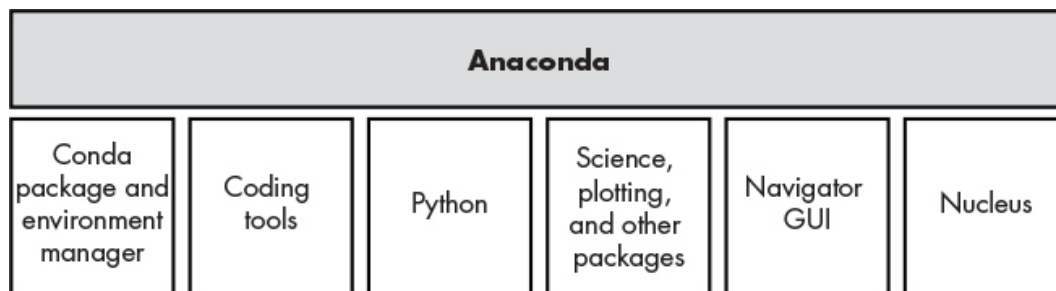 Anaconda
Conda
package and
environment
manager
Coding
tools
Python
Science,
plotting,
and other
packages
Navigator
GUI
Nucleus